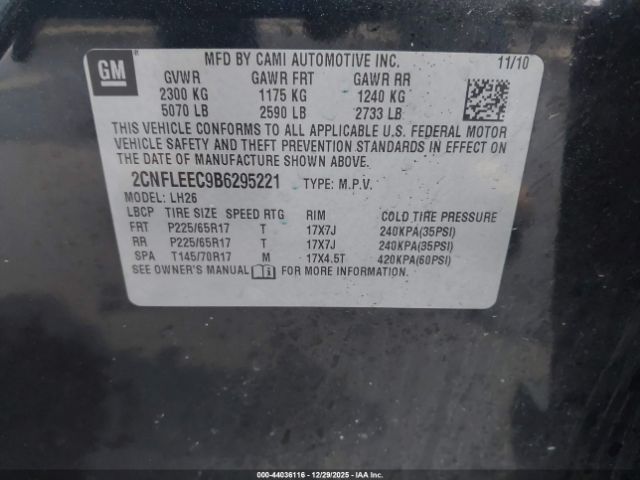 GM
MFD BY CAMI AUTOMOTIVE INC. 11/10
GVWR GAWR FRT GAWR RR
2300 KG 1175 KG 1240 KG
5070 LB 2590 LB 2733 LB
THIS VEHICLE CONFORMS TO ALL APPLICABLE U.S. FEDERAL MOTOR
VEHICLE SAFETY AND THEFT PREVENTION STANDARDS IN EFFECT ON
THE DATE OF MANUFACTURE SHOWN ABOVE.
2CNFLEEC9B6295221 TYPE: M.P.V.
MODEL: LH26
LBCP TIRE SIZE SPEED RTG RIM COLD TIRE PRESSURE
FRT P225/65R17 T 17X7J 240KPA(35PSI)
RR P225/65R17 T 17X7J 240KPA(35PSI)
SPA T145/70R17 M 17X4.5T 420KPA(60PSI)
SEE OWNER'S MANUAL FOR MORE INFORMATION.
000-44036116 - 12/29/2025 - IAAI.COM